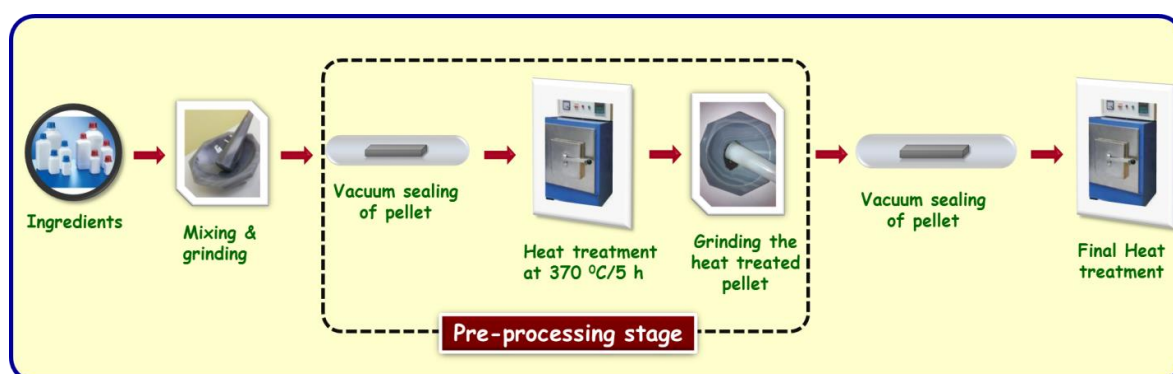 Ingredients
Mixing &
grinding
Vacuum sealing
of pellet
Heat treatment
at 370 ⁰C/5 h
Grinding the
heat treated
pellet
Pre-processing stage
Vacuum sealing
of pellet
Final Heat
treatment